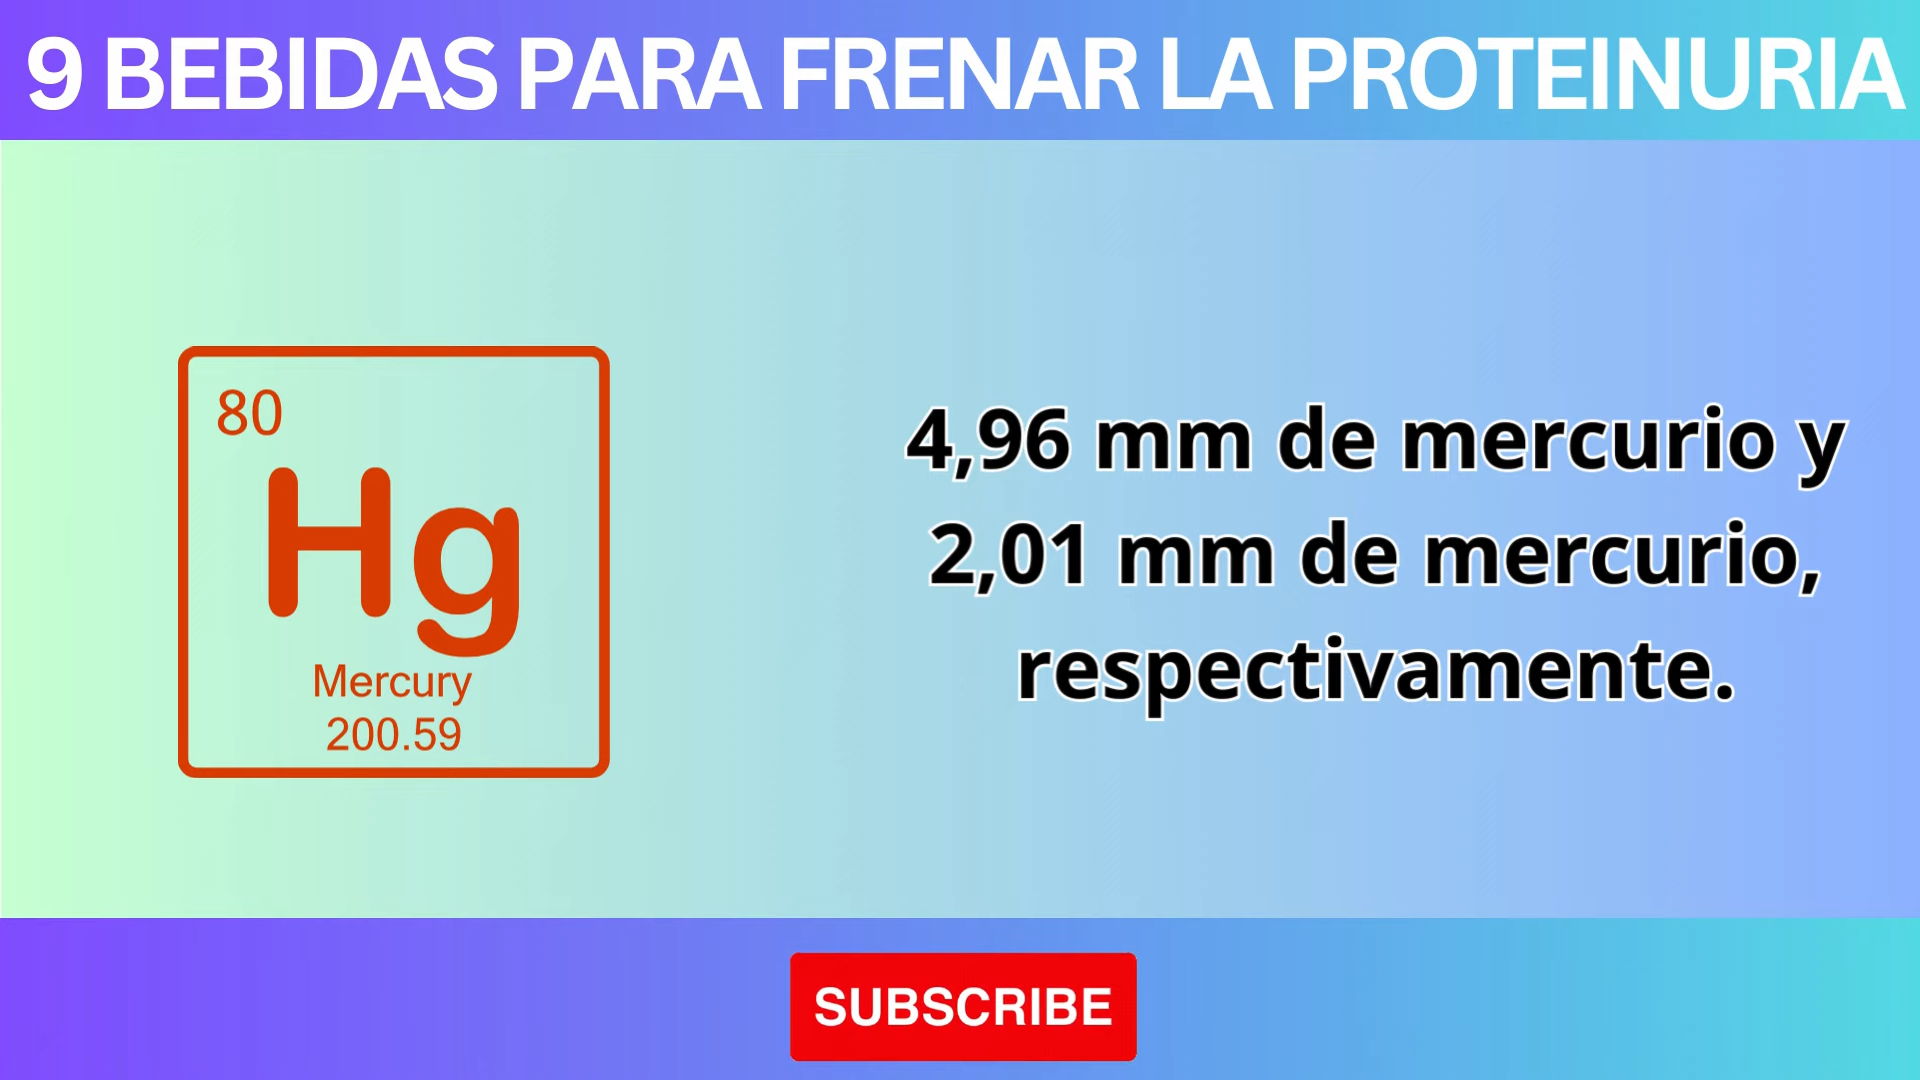 9 BEBIDAS PARA FRENAR LA PROTEINURIA
80
Hg
Mercury
200.59
4,96 mm de mercurio y
2,01 mm de mercurio,
respectivamente.
SUBSCRIBE